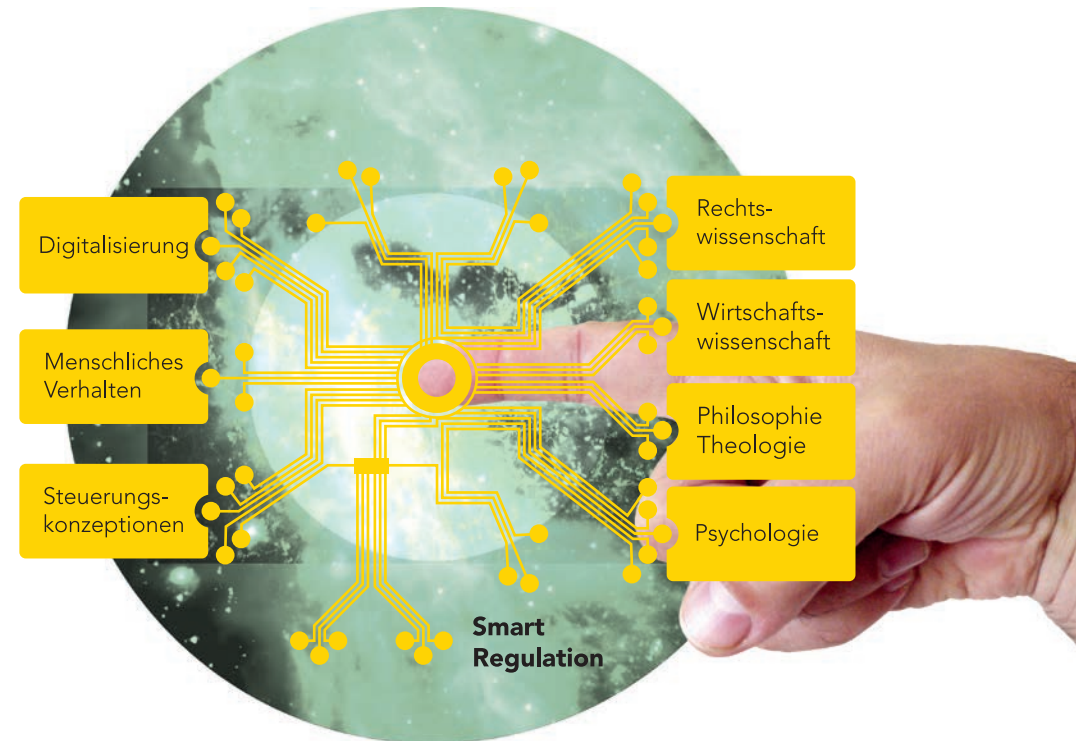 Digitalisierung
Menschliches
Verhalten
Steuerungs-
konzeptionen
Rechts-
wissenschaft
Wirtschafts-
wissenschaft
Philosophie
Theologie
Psychologie
Smart
Regulation